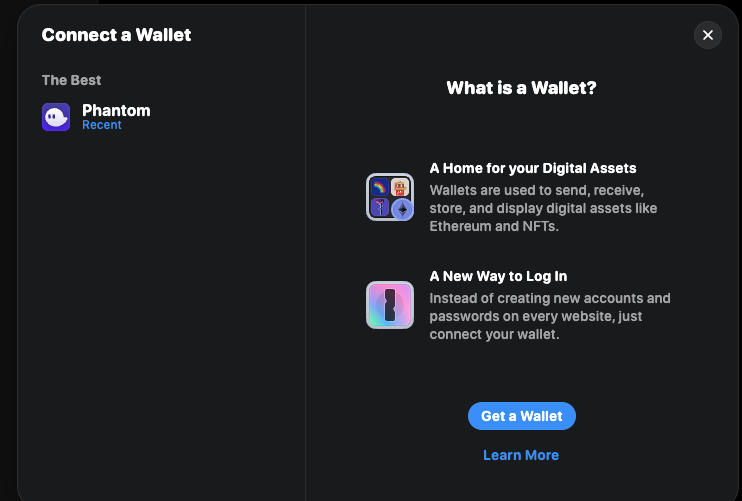 Connect a Wallet
The Best
Phantom
Recent
What is a Wallet?
A Home for your Digital Assets
Wallets are used to send, receive,
store, and display digital assets like
Ethereum and NFTs.
A New Way to Log In
Instead of creating new accounts and
passwords on every website, just
connect your wallet.
Get a Wallet
Learn More